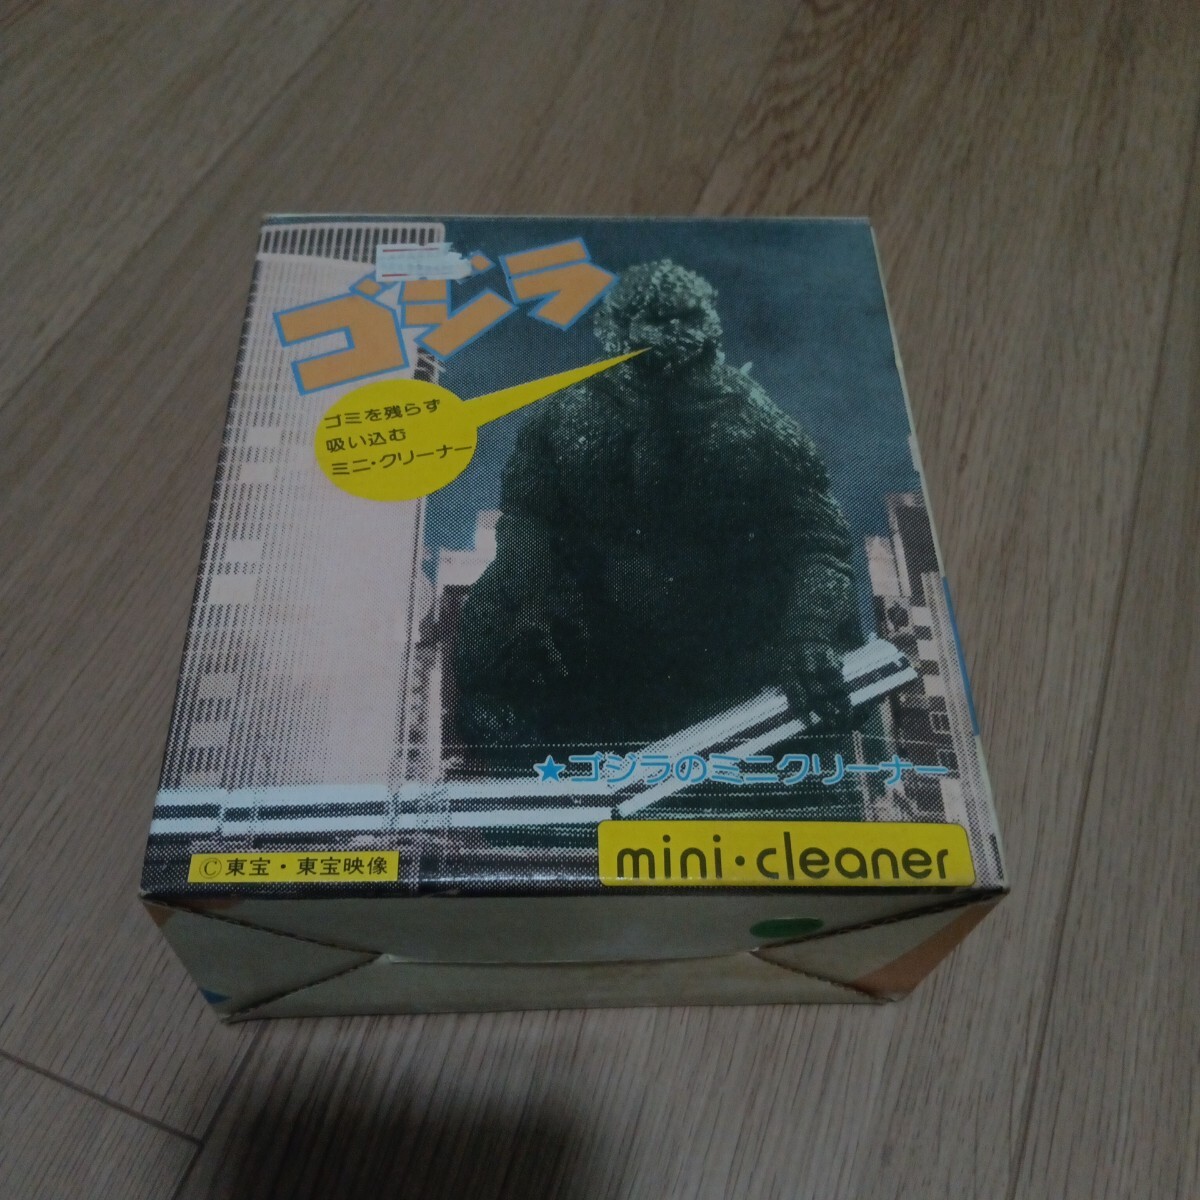 ゴジラ
ゴミを残らず
吸い込む
ミニ・クリーナー
★ゴジラのミニクリーナー
mini・cleaner
©東宝・東宝映像